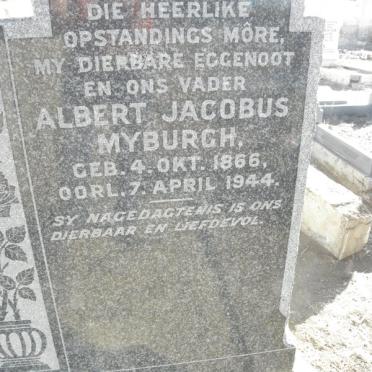 DIE HEERLIKE
OPSTANDINGS MÔRE,
MY DIERBARE EGGENOOT
EN ONS VADER
ALBERT JACOBUS
MYBURGH,
GEB. 4. OKT. 1866,
OORL. 7. APRIL 1944.
SY NAGEDAGTENIS IS ONS
DIERBAAR EN LIEFDEVOL.